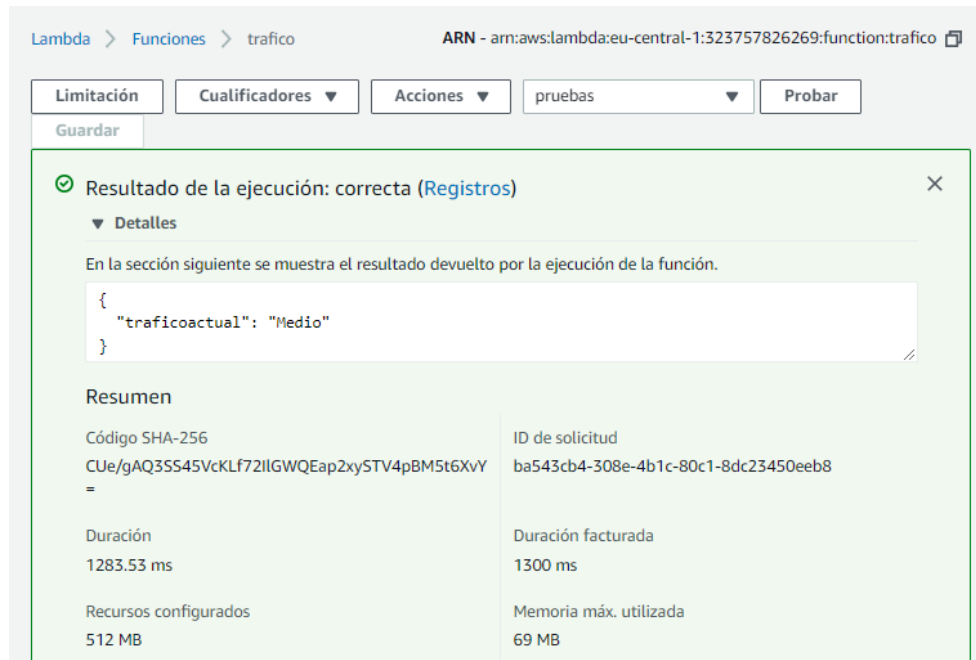 Lambda > Funciones > trafico ARN - arn:aws:lambda:eu-central-1:323757826269:function:trafico
Limitación Cualificadores ▼ Acciones ▼ pruebas ▼ Probar
Guardar
Resultado de la ejecución: correcta (Registros)
▼ Detalles
En la sección siguiente se muestra el resultado devuelto por la ejecución de la función.
{
"traficoactual": "Medio"
}
Resumen
Código SHA-256 ID de solicitud
CUe/gAQ3SS45VcKLf72IlGWQEap2xySTV4pBM5t6XvY ba543cb4-308e-4b1c-80c1-8dc23450eeb8
=
Duración Duración facturada
1283.53 ms 1300 ms
Recursos configurados Memoria máx. utilizada
512 MB 69 MB